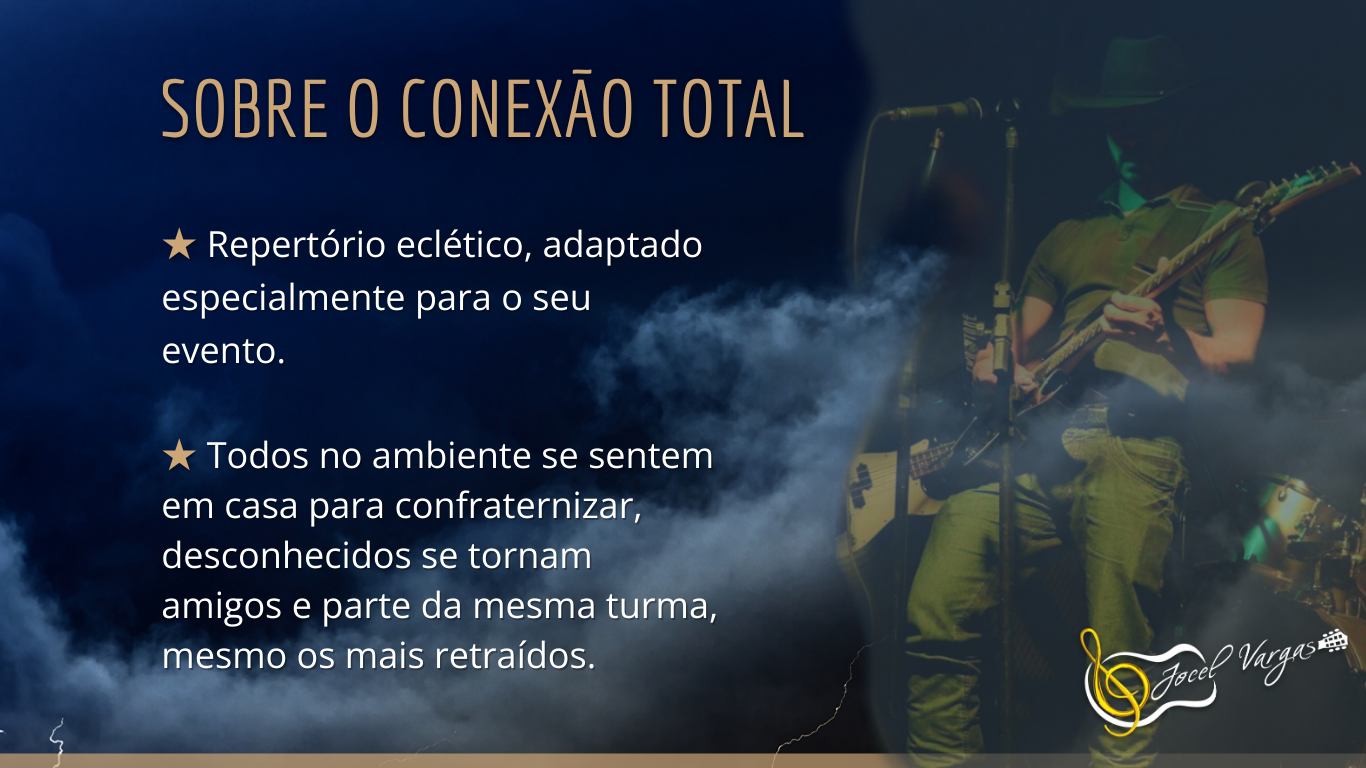 SOBRE O CONEXÃO TOTAL
★ Repertório eclético, adaptado
especialmente para o seu
evento.
★ Todos no ambiente se sentem
em casa para confraternizar,
desconhecidos se tornam
amigos e parte da mesma turma,
mesmo os mais retraídos.
Jocel Vargas